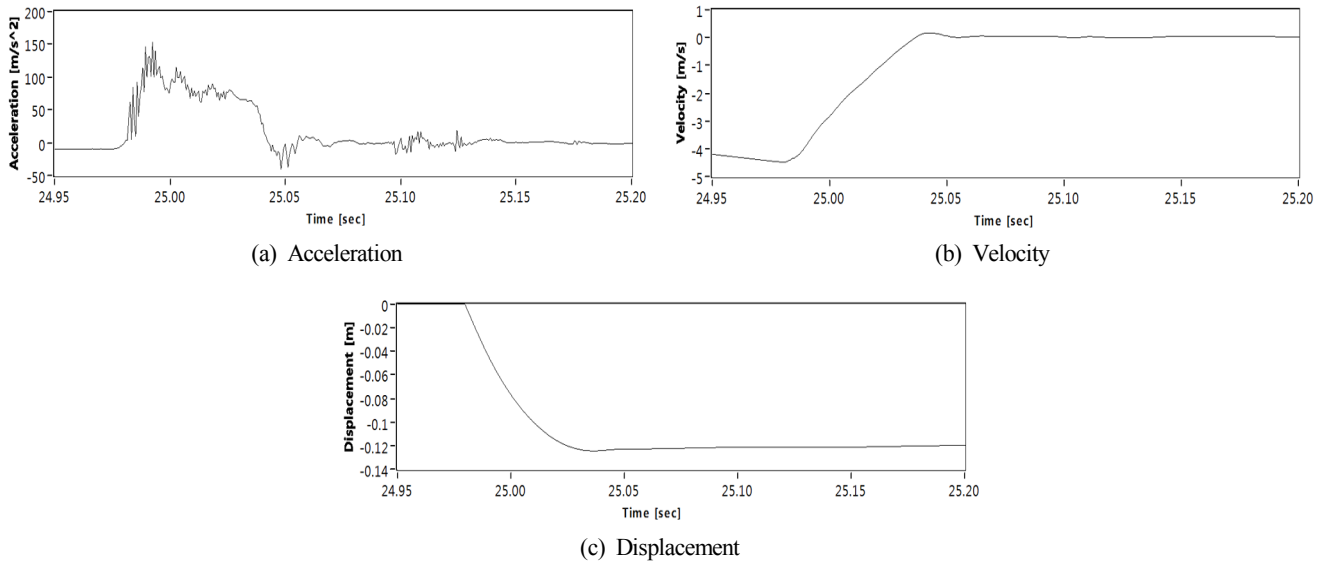 200
150
100
50
0
-50
Acceleration [m/s^2]
24.95 25.00 25.05 25.10 25.15 25.20
Time [sec]
(a) Acceleration
1
0
-1
-2
-3
-4
-5
Velocity [m/s]
24.95 25.00 25.05 25.10 25.15 25.20
Time [sec]
(b) Velocity
0
-0.02
-0.04
-0.06
-0.08
-0.1
-0.12
-0.14
Displacement [m]
24.95 25.00 25.05 25.10 25.15 25.20
Time [sec]
(c) Displacement